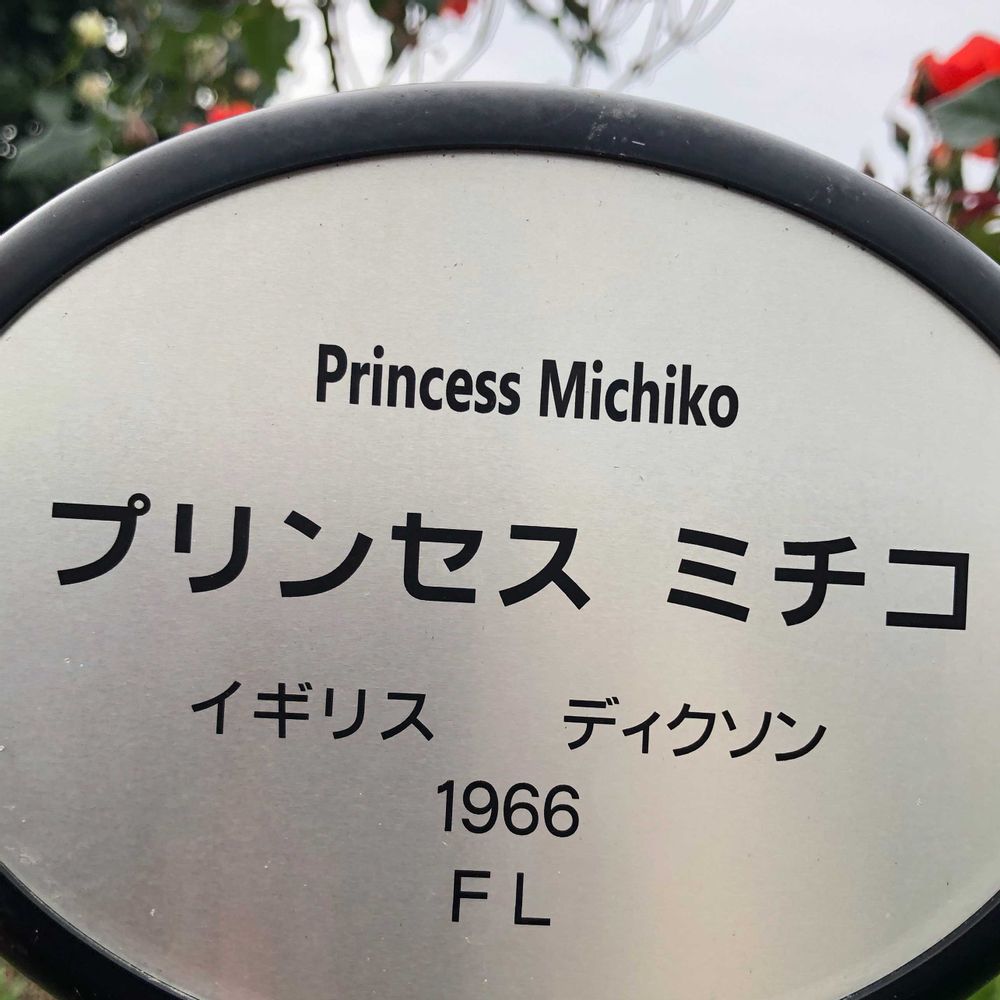 Princess Michiko
プリンセス ミチコ
イギリス　ディクソン
1966
FL